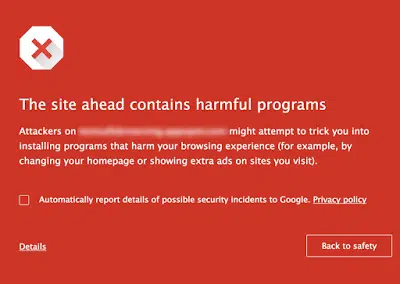 The site ahead contains harmful programs
Attackers on might attempt to trick you into
installing programs that harm your browsing experience (for example, by
changing your homepage or showing extra ads on sites you visit).
Automatically report details of possible security incidents to Google. Privacy policy
Details
Back to safety